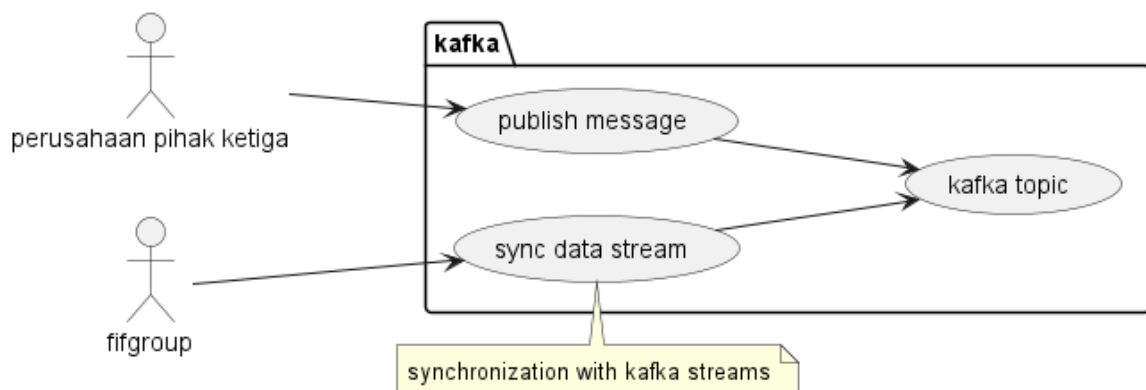 kafka
publish message
perusahaan pihak ketiga
kafka topic
sync data stream
fifgroup
synchronization with kafka streams